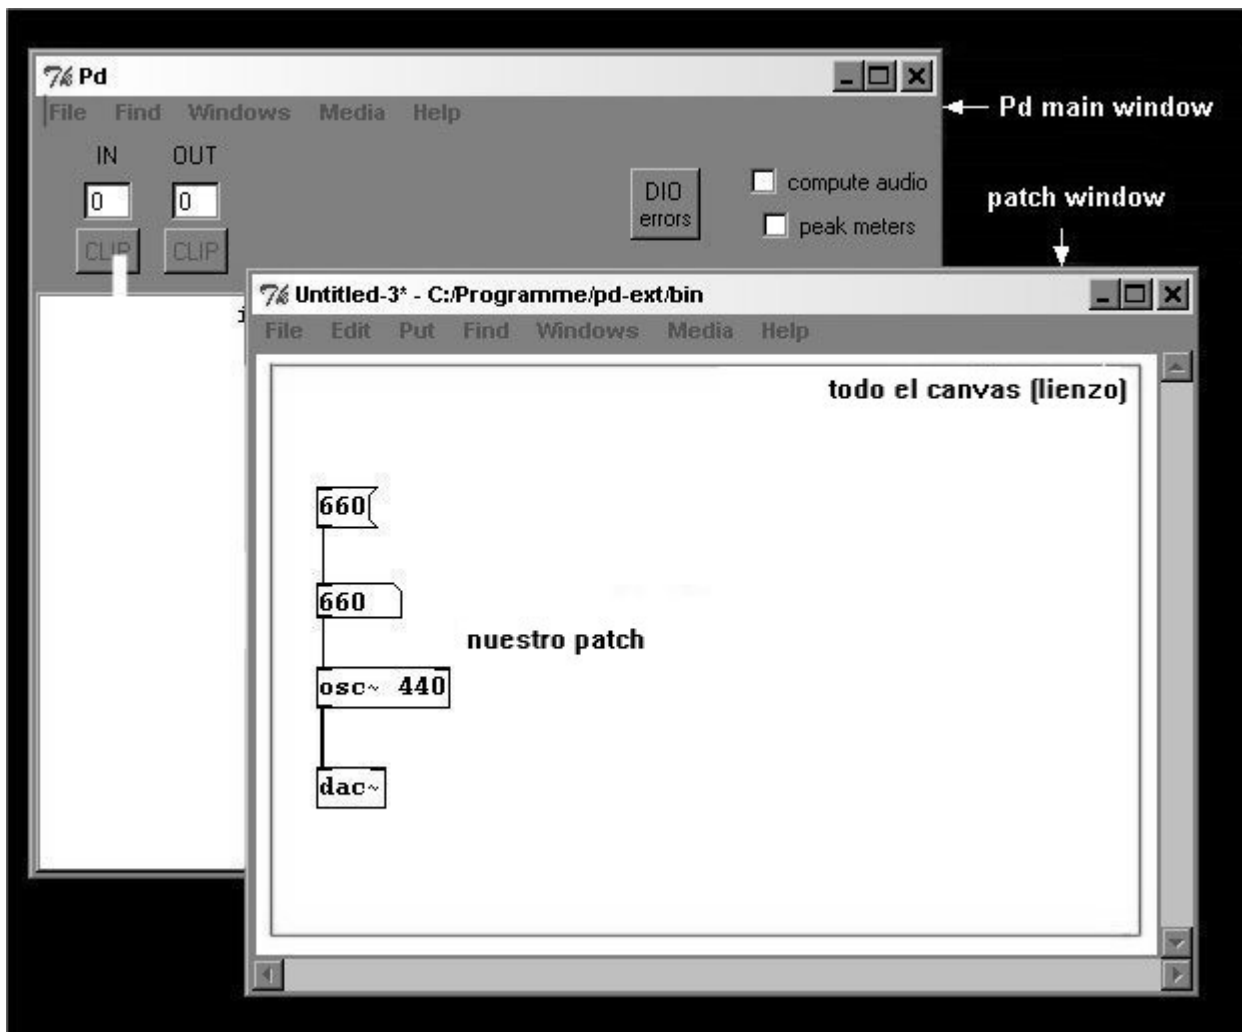 Pd
File Find Windows Media Help
Pd main window
IN OUT
0 0
DIO
errors
compute audio
peak meters
CLIP CLIP
patch window
Untitled-3* - C:/Programme/pd-ext/bin
File Edit Put Find Windows Media Help
todo el canvas (lienzo)
660
660
nuestro patch
osc~ 440
dac~